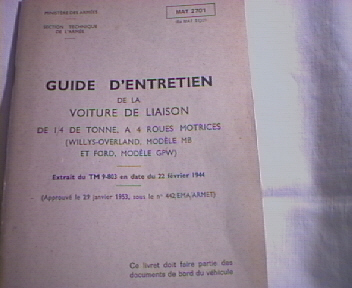 MINISTÈRE DES ARMÉES
SECTION TECHNIQUE
DE L'ARMÉE
MAT 2701
GUIDE D'ENTRETIEN
DE LA
VOITURE DE LIAISON
DE 1/4 DE TONNE, A 4 ROUES MOTRICES
(WILLYS-OVERLAND, MODÈLE MB
ET FORD, MODÈLE GPW)
Extrait du TM 9-803 en date du 22 février 1944
(Approuvé le 29 janvier 1953, sous le n° 442/EMA/ARMET)
Ce livret doit faire partie des
documents de bord du véhicule